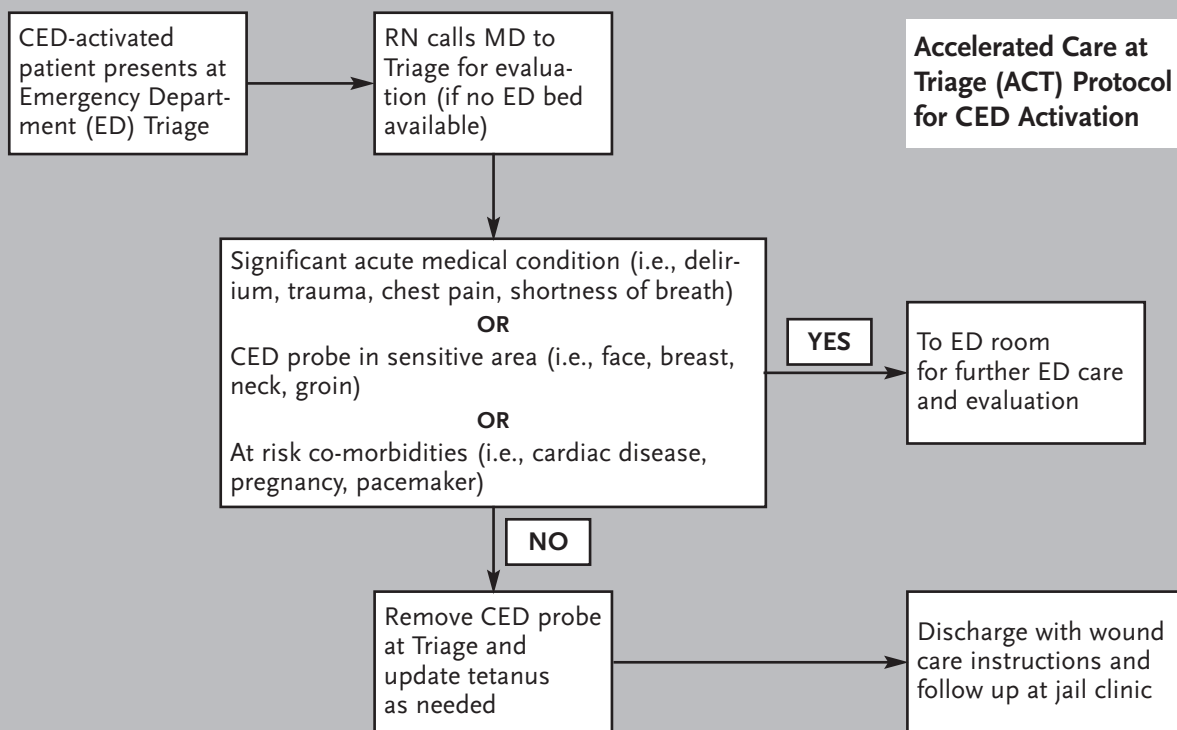 CED-activated
patient presents at
Emergency Depart-
ment (ED) Triage
RN calls MD to
Triage for evalua-
tion (if no ED bed
available)
Accelerated Care at
Triage (ACT) Protocol
for CED Activation
Significant acute medical condition (i.e., delir-
ium, trauma, chest pain, shortness of breath)
OR
CED probe in sensitive area (i.e., face, breast,
neck, groin)
OR
At risk co-morbidities (i.e., cardiac disease,
pregnancy, pacemaker)
YES
To ED room
for further ED care
and evaluation
NO
Remove CED probe
at Triage and
update tetanus
as needed
Discharge with wound
care instructions and
follow up at jail clinic